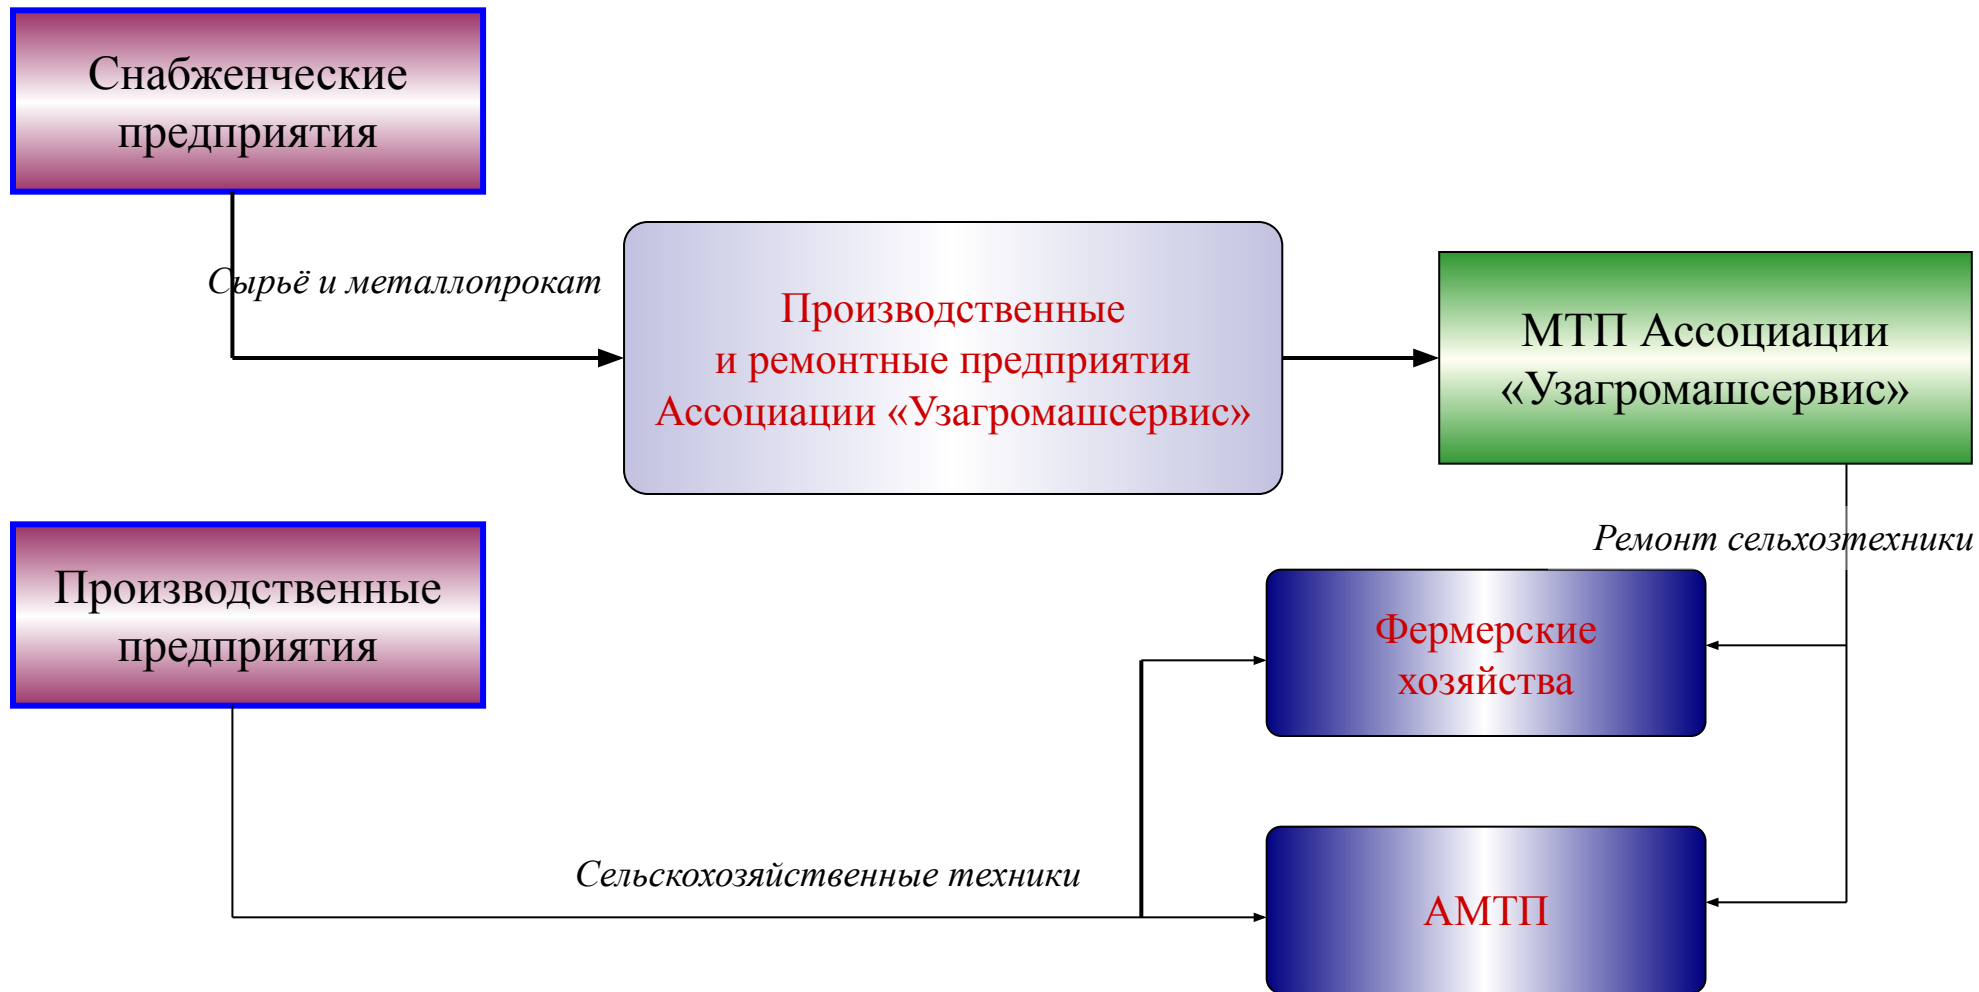 Снабженческие
предприятия
Сырьё и металлопрокат
Производственные
и ремонтные предприятия
Ассоциации «Узагромашсервис»
МТП Ассоциации
«Узагромашсервис»
Производственные
предприятия
Ремонт сельхозтехники
Фермерские
хозяйства
Сельскохозяйственные техники
АМТП